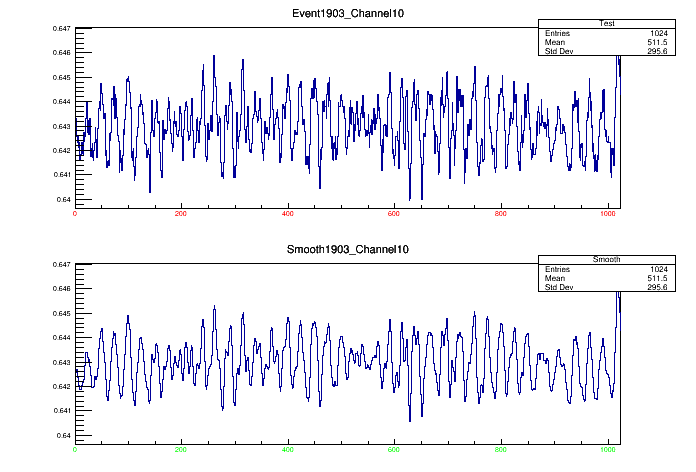 Event1903_Channel10
Test
Entries 1024
Mean 511.5
Std Dev 295.6
0.647
0.646
0.645
0.644
0.643
0.642
0.641
0.64
0 200 400 600 800 1000
Smooth1903_Channel10
Smooth
Entries 1024
Mean 511.5
Std Dev 295.6
0.647
0.646
0.645
0.644
0.643
0.642
0.641
0.64
0 200 400 600 800 1000